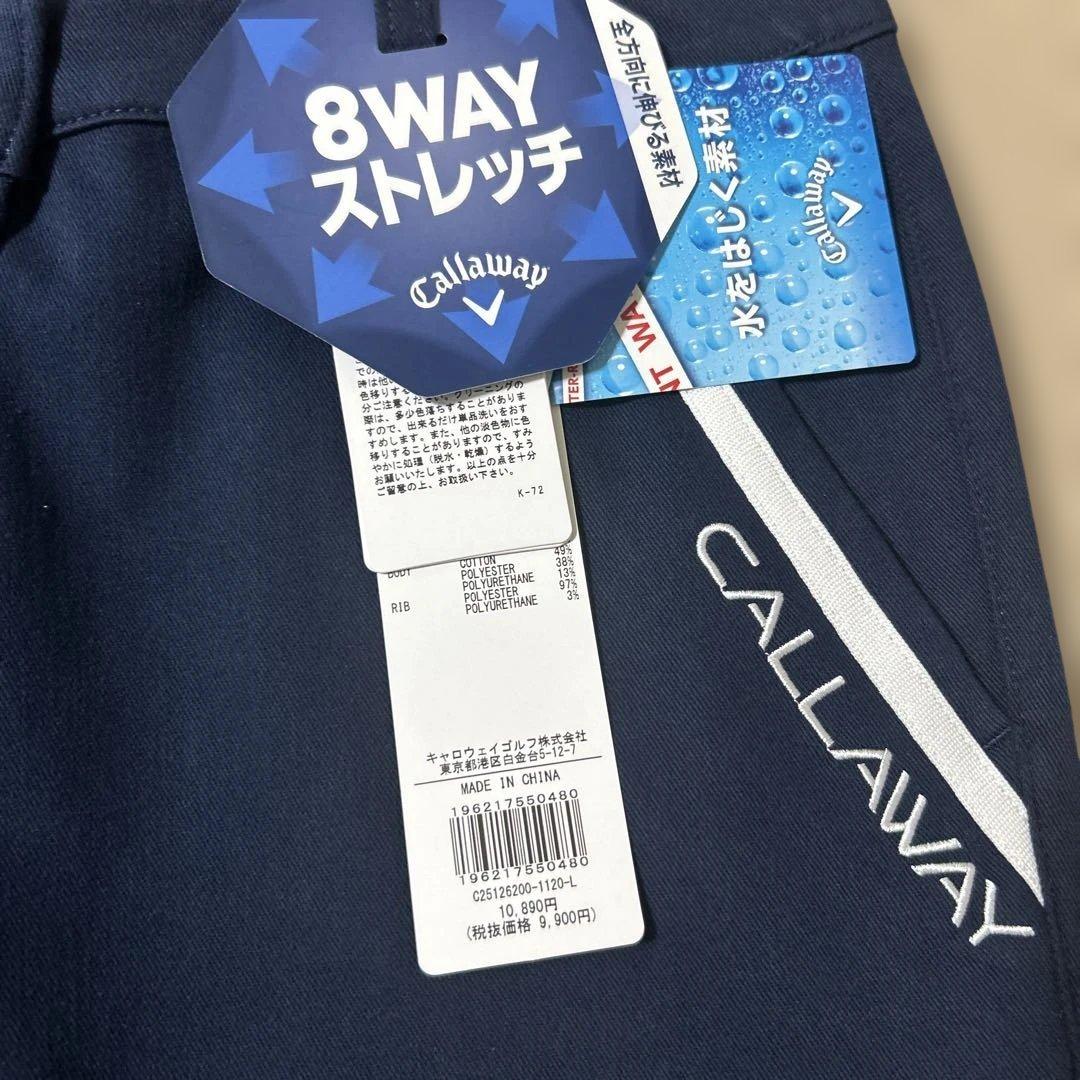 8WAY
ストレッチ
Callaway
全方向に伸びる素材
水をはじく素材
Callaway
WA
NT
TER-R
での
時は他
色移りする
分ご注意ください。クリーニングの
際は、多少色落ちすることがありま
すので、出来るだけ単品洗いをおす
すめします。また、他の淡色物に色
移りすることがありますので、すみ
やかに処理（脱水・乾燥）するよう
お願いいたします。以上の点を十分
ご留意の上、お取扱い下さい。
K-72
BODY COTTON 49%
POLYESTER 38%
POLYURETHANE 13%
RIB POLYESTER 97%
POLYURETHANE 3%
キャロウェイゴルフ株式会社
東京都港区白金台5-12-7
MADE IN CHINA
196217550480
196217550480
C25126200-1120-L
10,890円
(税抜価格 9,900円)
CALLAWAY